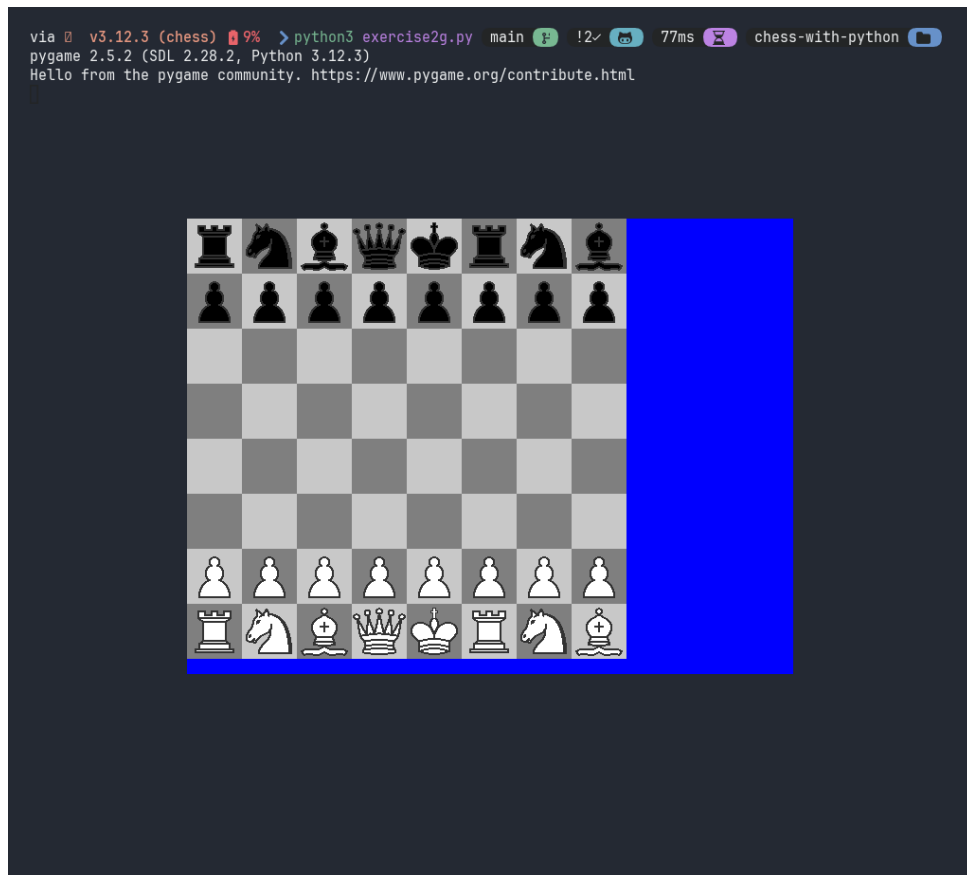 via v3.12.3 (chess) 9% python3 exercise2g.py main !2✓ 77ms chess-with-python
pygame 2.5.2 (SDL 2.28.2, Python 3.12.3)
Hello from the pygame community. https://www.pygame.org/contribute.html